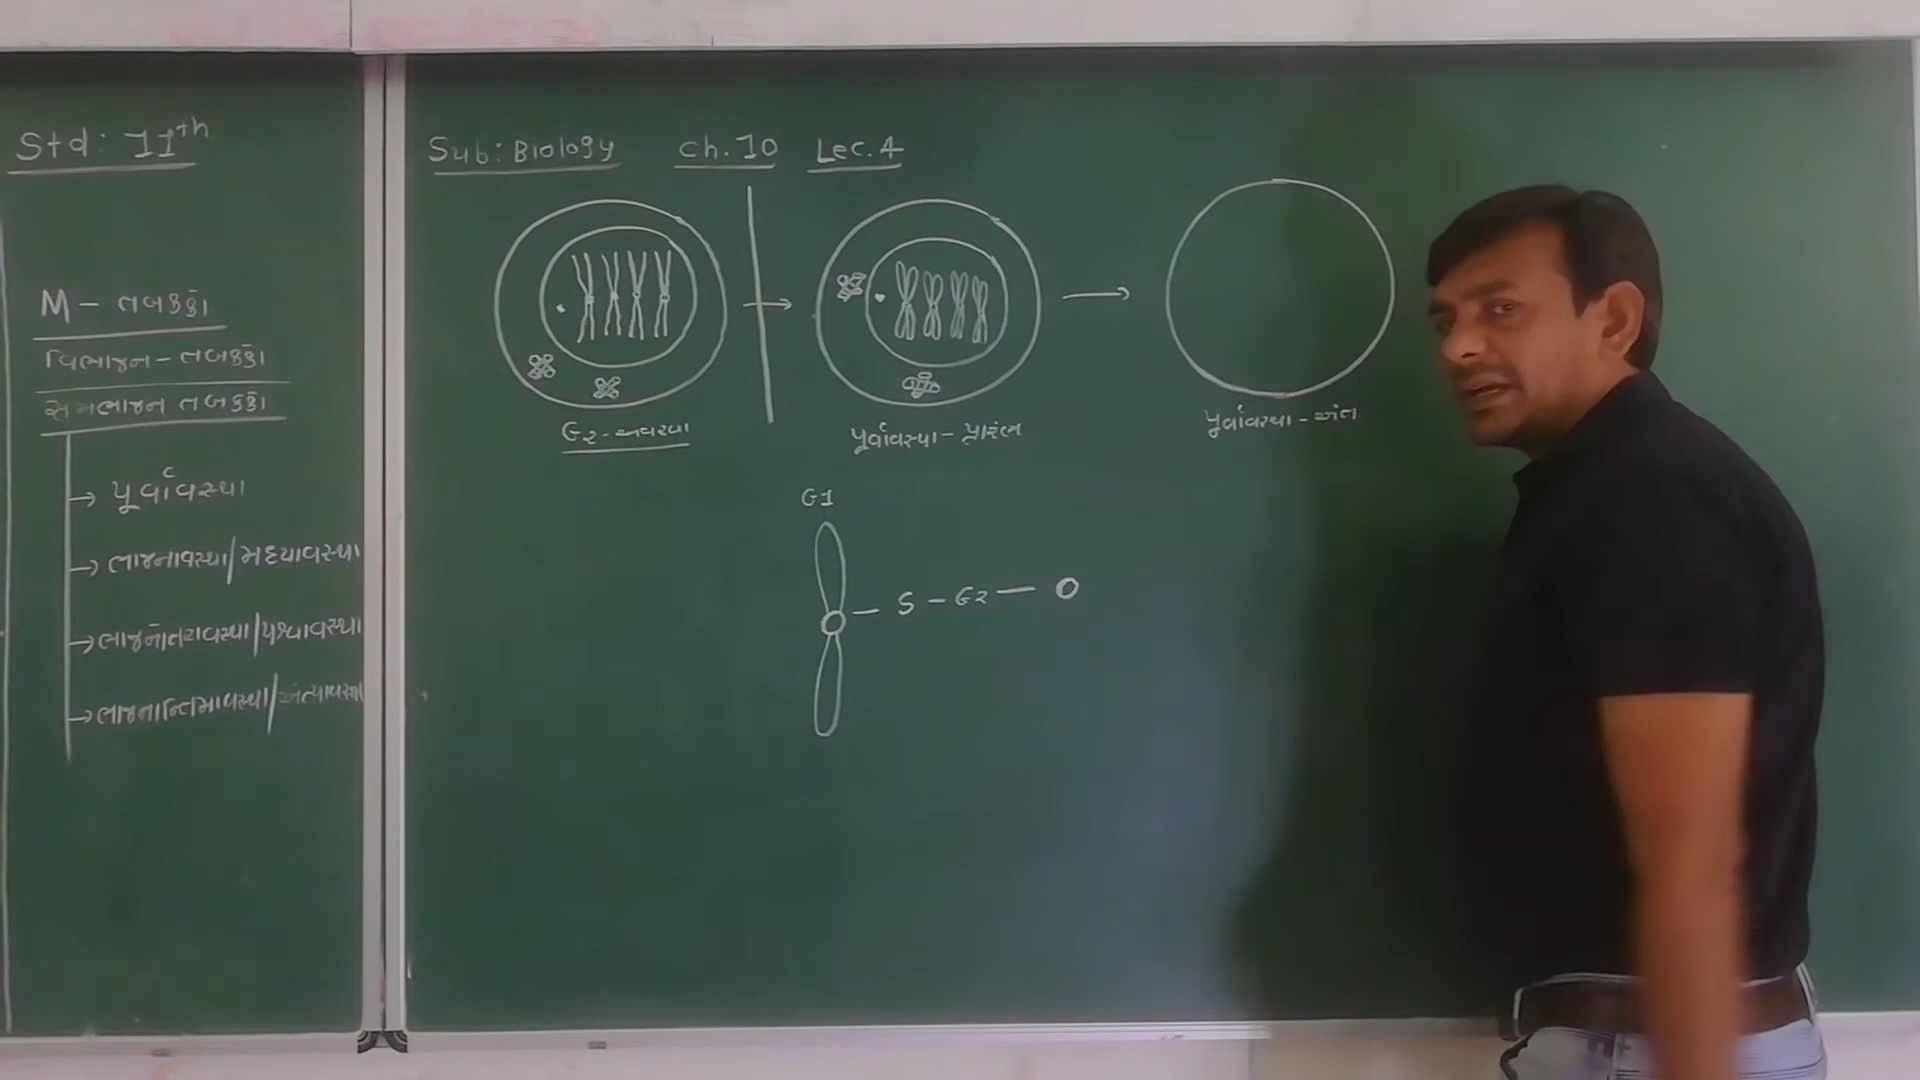 Std: 11th
M - તબક્કો
વિભાજન - તબક્કો
સમભાજન તબક્કો
→ પૂર્વાવસ્થા
→ ભાજનાવસ્થા/મધ્યાવસ્થા
→ ભાજનોતરાવસ્થા/પશ્ચાવસ્થા
→ ભાજનાન્તિમાવસ્થા/અંત્યાવસ્થા
Sub: Biology Ch. 10 Lec. 4
G2 - અવસ્થા
પૂર્વાવસ્થા - પ્રારંભ
પૂર્વાવસ્થા - અંત
G1
- S - G2 -